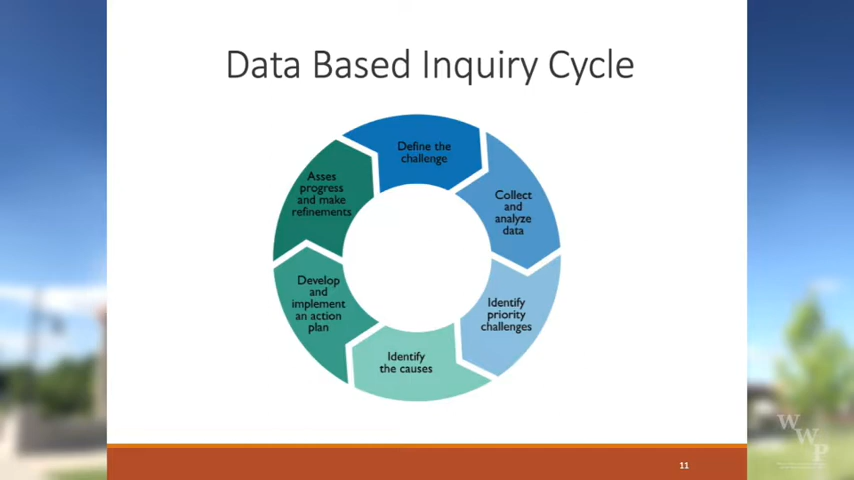 Data Based Inquiry Cycle
Define the
challenge
Collect
and
analyze
data
Identify
priority
challenges
Identify
the causes
Develop
and
implement
an action
plan
Asses
progress
and make
refinements
11
W
W
P